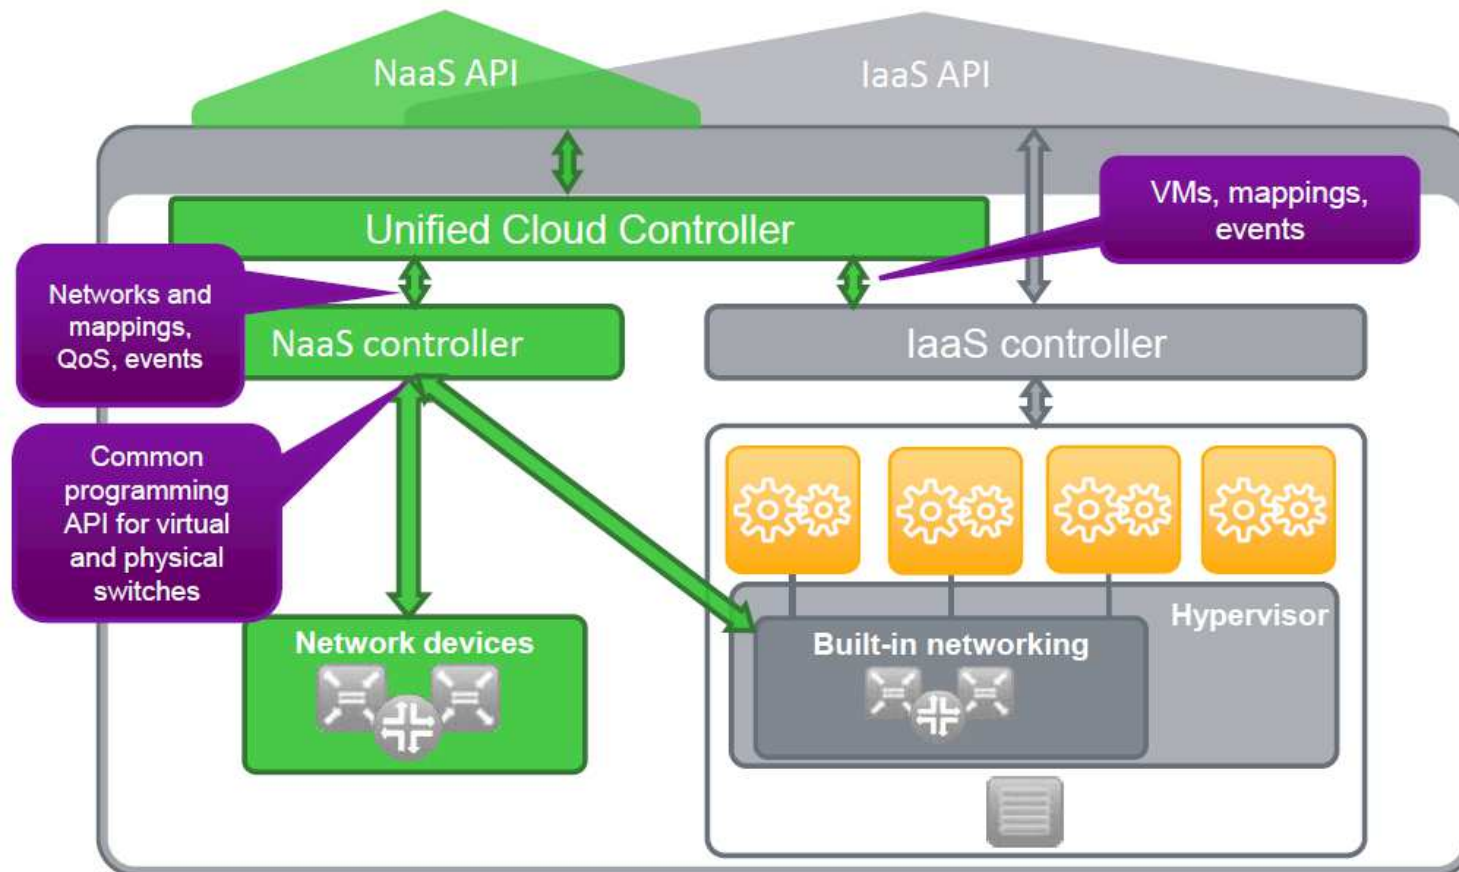 NaaS API
IaaS API
Unified Cloud Controller
VMs, mappings,
events
Networks and
mappings,
QoS, events
NaaS controller
IaaS controller
Common
programming
API for virtual
and physical
switches
Network devices
Hypervisor
Built-in networking